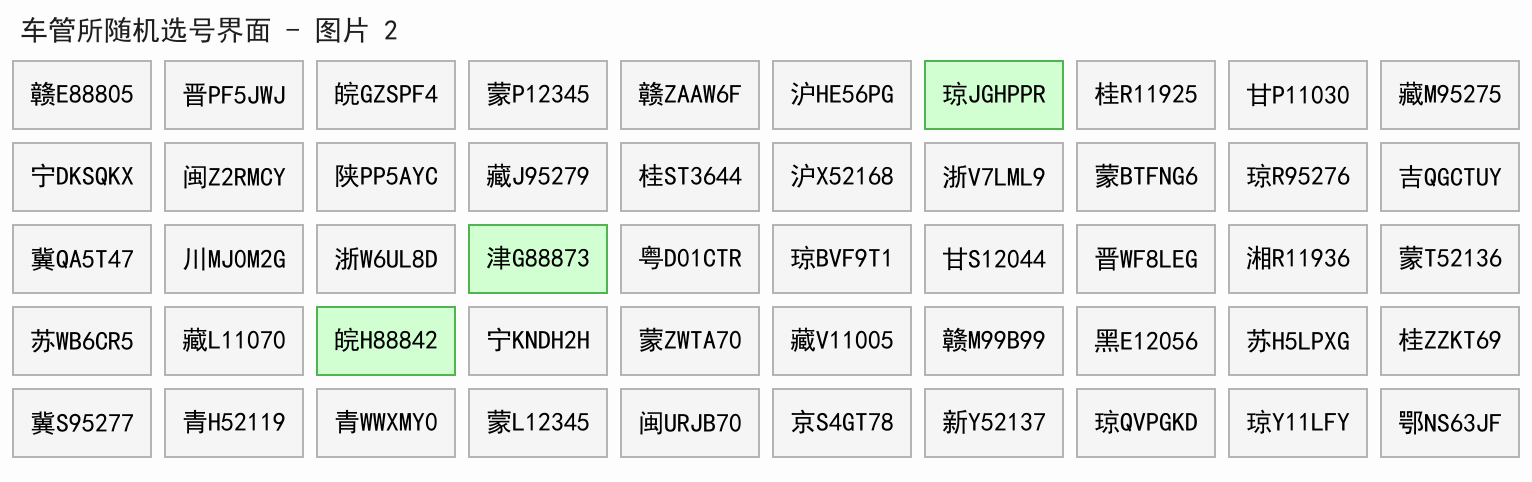 车管所随机选号界面 - 图片 2
赣E88805 晋PF5JWJ 皖GZSPF4 蒙P12345 赣ZAAW6F 沪HE56PG 琼JGHPPR 桂R11925 甘P11030 藏M95275
宁DKSQKX 闽Z2RMCY 陕PP5AYC 藏J95279 桂ST3644 沪X52168 浙V7LML9 蒙BTFNG6 琼R95276 吉QGCTUY
冀QA5T47 川MJ0M2G 浙W6UL8D 津G88873 粤D01CTR 琼BVF9T1 甘S12044 晋WF8LEG 湘R11936 蒙T52136
苏WB6CR5 藏L11070 皖H88842 宁KNDH2H 蒙ZWTA70 藏V11005 赣M99B99 黑E12056 苏H5LPXG 桂ZZKT69
冀S95277 青H52119 青WWXMY0 蒙L12345 闽URJB70 京S4GT78 新Y52137 琼QVPGKD 琼Y11LFY 鄂NS63JF